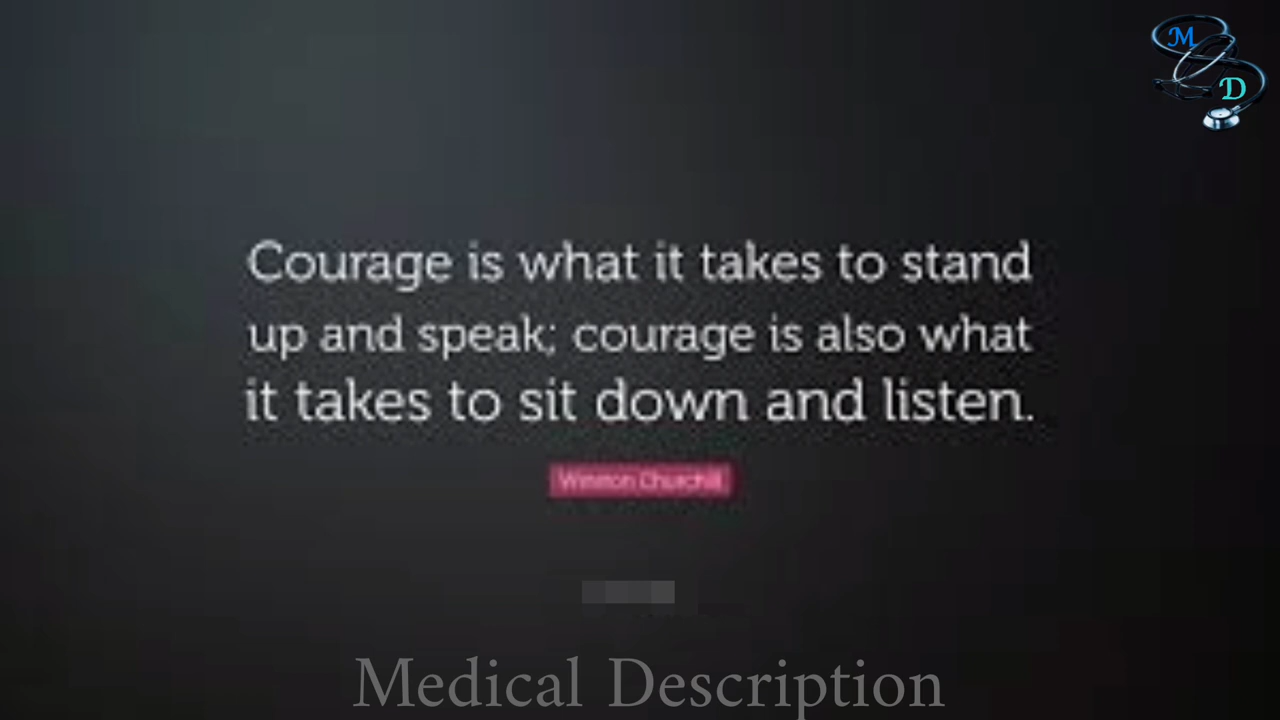 M
D
Courage is what it takes to stand
up and speak; courage is also what
it takes to sit down and listen.
Winston Churchill
Medical Description